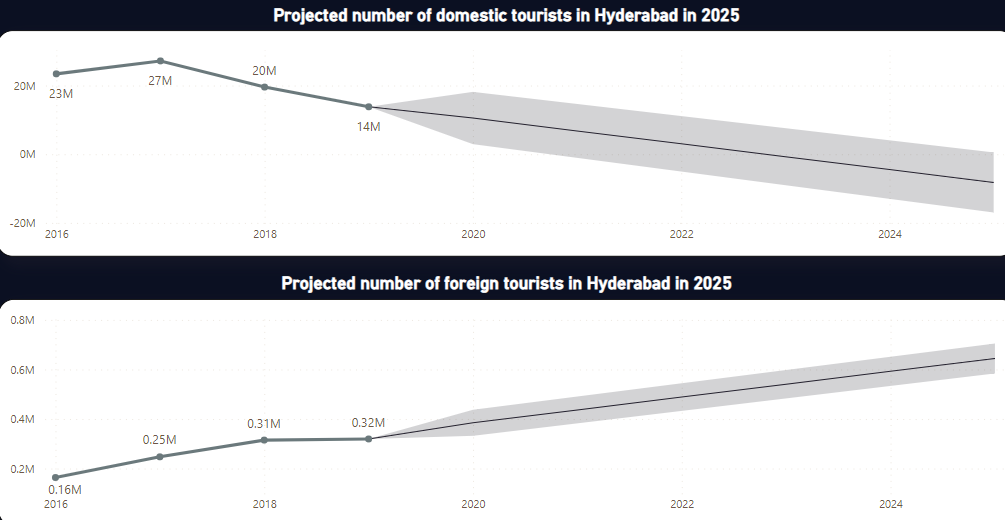 Projected number of domestic tourists in Hyderabad in 2025
20M
0M
-20M
23M
27M
20M
14M
2016
2018
2020
2022
2024
Projected number of foreign tourists in Hyderabad in 2025
0.8M
0.6M
0.4M
0.2M
0.16M
0.25M
0.31M
0.32M
2016
2018
2020
2022
2024